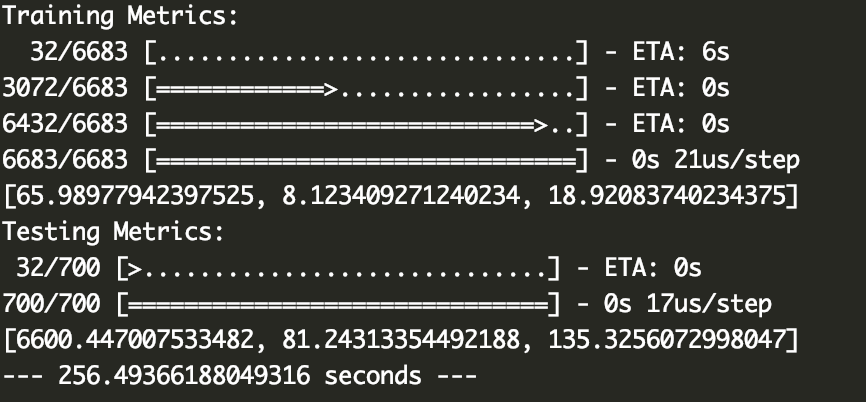 Training Metrics:
  32/6683 [..............................] - ETA: 6s
3072/6683 [============>.................] - ETA: 0s
6432/6683 [===========================>..] - ETA: 0s
6683/6683 [==============================] - 0s 21us/step
[65.98977942397525, 8.123409271240234, 18.92083740234375]
Testing Metrics:
 32/700 [>.............................] - ETA: 0s
700/700 [==============================] - 0s 17us/step
[6600.447007533482, 81.24313354492188, 135.3256072998047]
--- 256.49366188049316 seconds ---